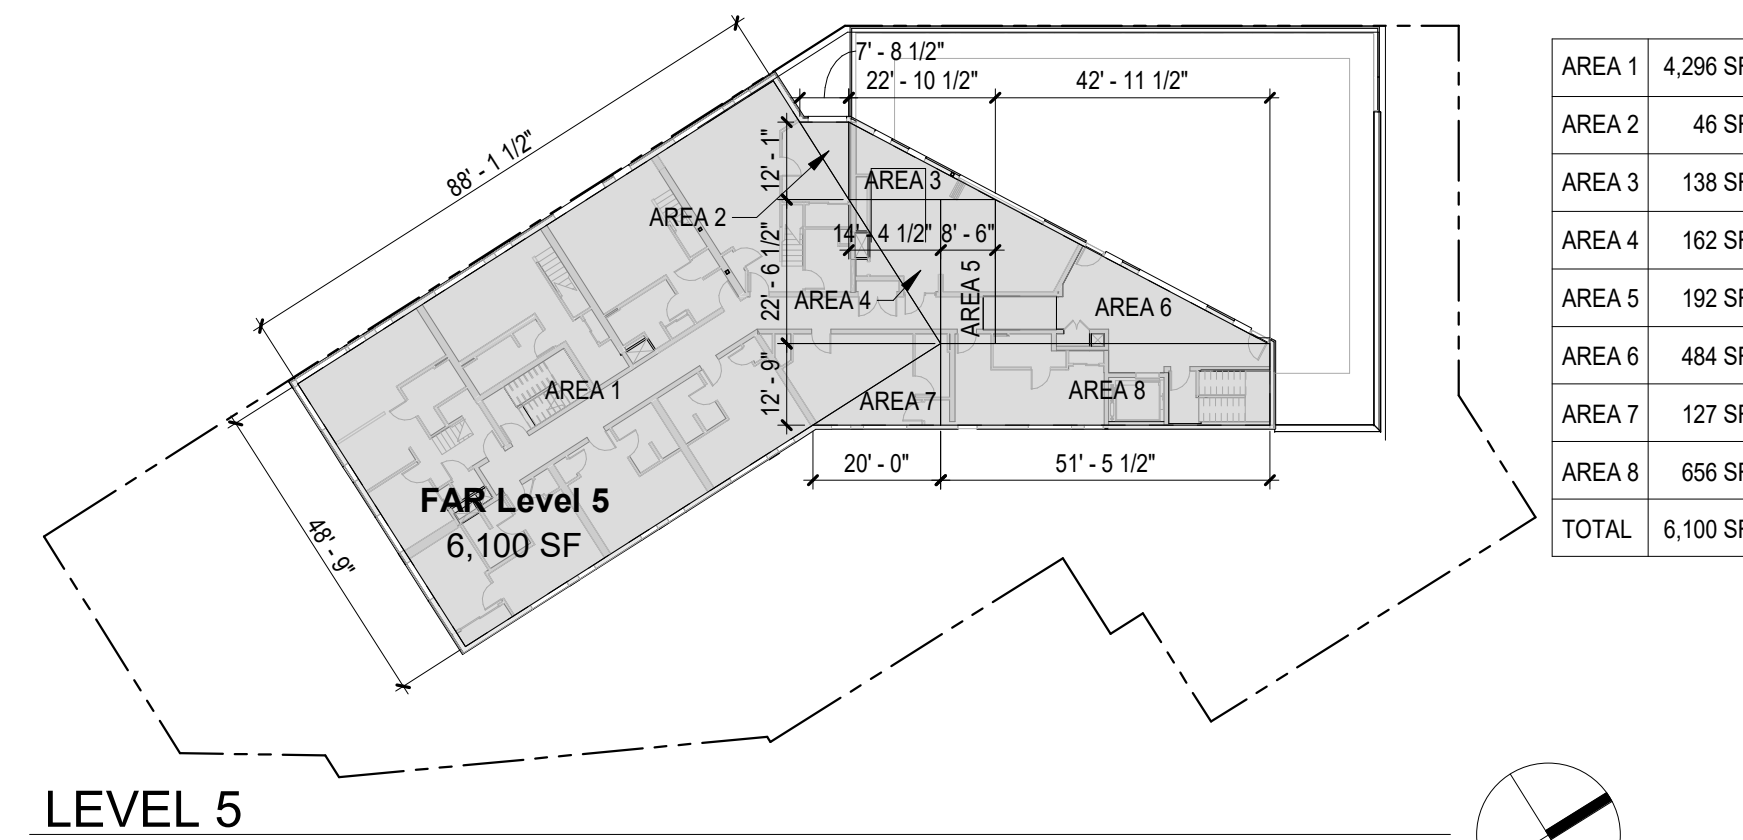 7' - 8 1/2"
22' - 10 1/2"
42' - 11 1/2"
88' - 1 1/2"
12' - 1"
AREA 3
AREA 2
14' - 4 1/2"
8' - 6"
22' - 6 1/2"
AREA 4
AREA 5
AREA 6
AREA 1
12' - 9"
AREA 7
AREA 8
20' - 0"
51' - 5 1/2"
FAR Level 5
6,100 SF
48' - 9"
AREA 1 4,296 SF
AREA 2 46 SF
AREA 3 138 SF
AREA 4 162 SF
AREA 5 192 SF
AREA 6 484 SF
AREA 7 127 SF
AREA 8 656 SF
TOTAL 6,100 SF
LEVEL 5